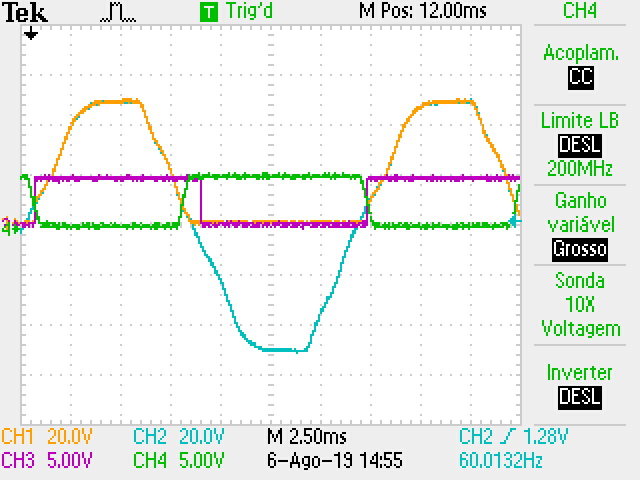 Tek T Trig'd M Pos: 12.00ms CH4
Acoplam.
CC
Limite LB
DESL
200MHz
Ganho
variável
Grosso
Sonda
10X
Voltagem
Inverter
DESL
CH1 20.0V CH2 20.0V M 2.50ms CH2 1.28V
CH3 5.00V CH4 5.00V 6-Ago-19 14:55 60.0132Hz